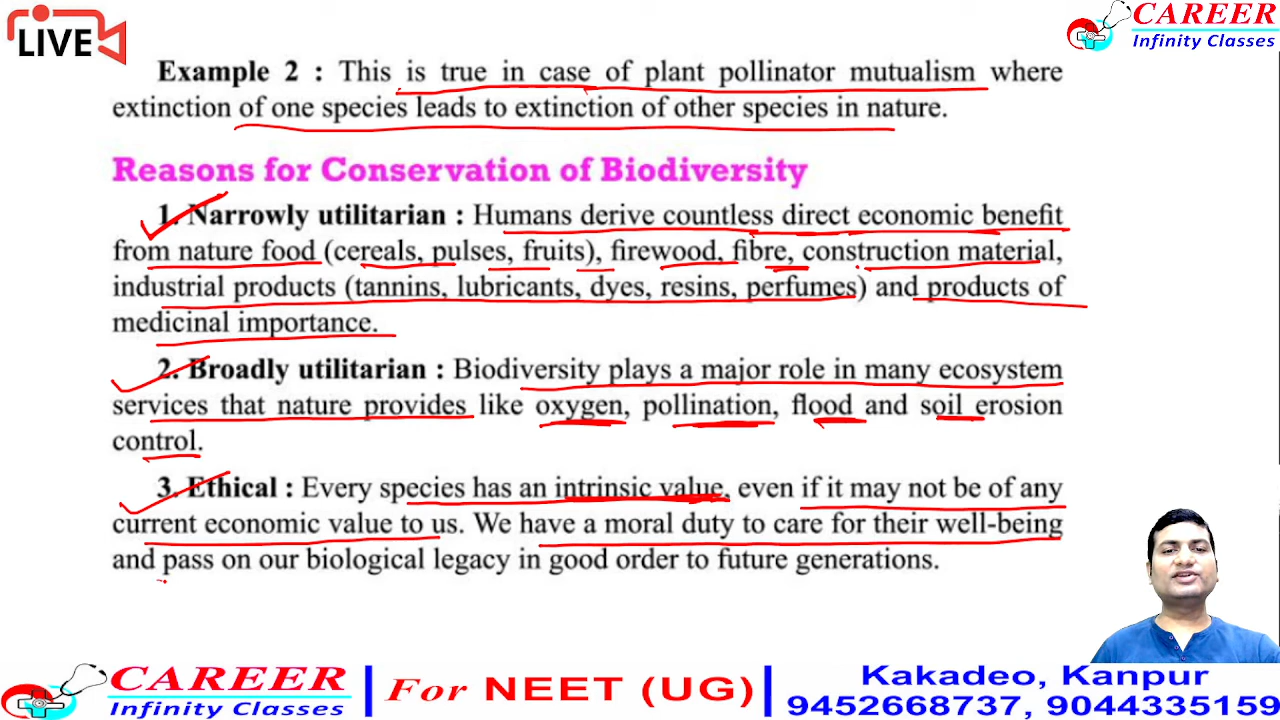 LIVE
CAREER
Infinity Classes
Example 2 : This is true in case of plant pollinator mutualism where
extinction of one species leads to extinction of other species in nature.
Reasons for Conservation of Biodiversity
1. Narrowly utilitarian : Humans derive countless direct economic benefit
from nature food (cereals, pulses, fruits), firewood, fibre, construction material,
industrial products (tannins, lubricants, dyes, resins, perfumes) and products of
medicinal importance.
2. Broadly utilitarian : Biodiversity plays a major role in many ecosystem
services that nature provides like oxygen, pollination, flood and soil erosion
control.
3. Ethical : Every species has an intrinsic value, even if it may not be of any
current economic value to us. We have a moral duty to care for their well-being
and pass on our biological legacy in good order to future generations.
CAREER
Infinity Classes
For NEET (UG)
Kakadeo, Kanpur
9452668737, 9044335159